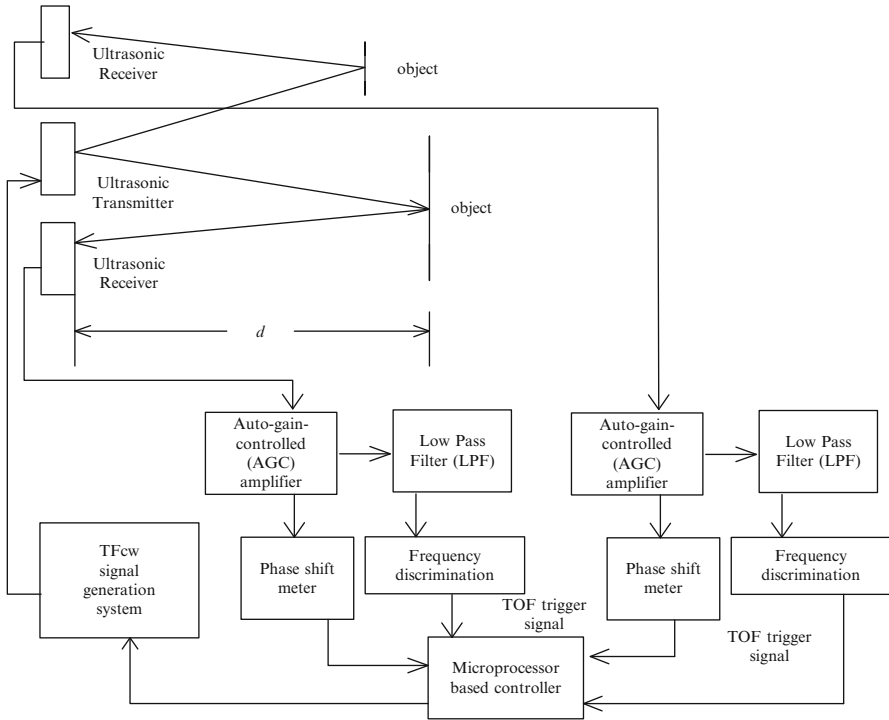 Ultrasonic
Receiver
object
Ultrasonic
Transmitter
object
Ultrasonic
Receiver
d
Auto-gain-
controlled
(AGC)
amplifier
Low Pass
Filter (LPF)
Auto-gain-
controlled
(AGC)
amplifier
Low Pass
Filter (LPF)
TFcw
signal
generation
system
Phase shift
meter
Frequency
discrimination
Phase shift
meter
Frequency
discrimination
TOF trigger
signal
TOF trigger
signal
Microprocessor
based controller